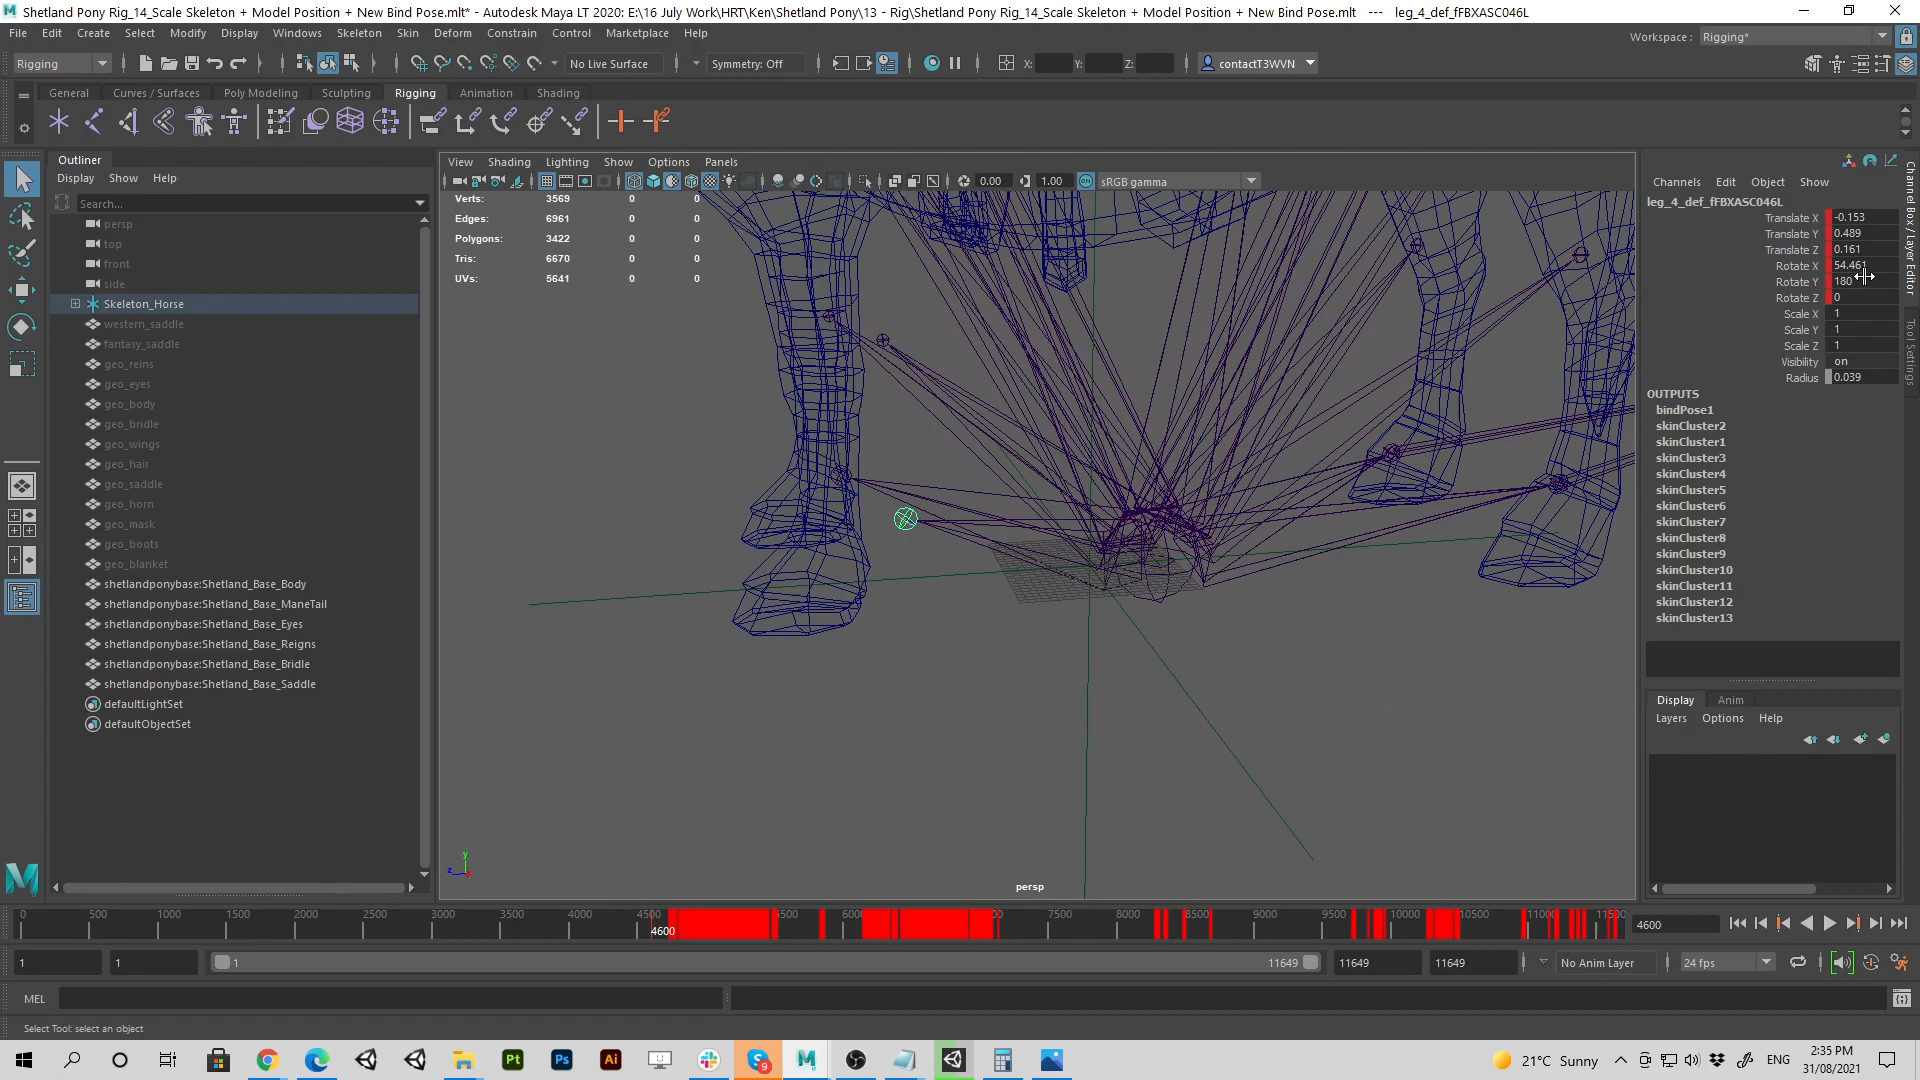 Shetland Pony Rig_14_Scale Skeleton + Model Position + New Bind Pose.mlt* - Autodesk Maya LT 2020: E:\16 July Work\HRT\Ken\Shetland Pony\13 - Rig\Shetland Pony Rig_14_Scale Skeleton + Model Position + New Bind Pose.mlt --- leg_4_def_fFBXASC046L
File Edit Create Select Modify Display Windows Skeleton Skin Deform Constrain Control Marketplace Help
Workspace : Rigging*
Rigging No Live Surface Symmetry: Off X: Y: Z: contactT3WVN
General Curves / Surfaces Poly Modeling Sculpting Rigging Animation Shading
Outliner
Display Show Help
Search...
persp
top
front
side
Skeleton_Horse
western_saddle
fantasy_saddle
geo_reins
geo_eyes
geo_body
geo_bridle
geo_wings
geo_hair
geo_saddle
geo_horn
geo_mask
geo_boots
geo_blanket
shetlandponybase:Shetland_Base_Body
shetlandponybase:Shetland_Base_ManeTail
shetlandponybase:Shetland_Base_Eyes
shetlandponybase:Shetland_Base_Reigns
shetlandponybase:Shetland_Base_Bridle
shetlandponybase:Shetland_Base_Saddle
defaultLightSet
defaultObjectSet
View Shading Lighting Show Options Panels
0.00 1.00 sRGB gamma
Verts: 3569 0 0
Edges: 6961 0 0
Polygons: 3422 0 0
Tris: 6670 0 0
UVs: 5641 0 0
y
z x
persp
Channels Edit Object Show
leg_4_def_fFBXASC046L
Translate X -0.153
Translate Y 0.489
Translate Z 0.161
Rotate X 54.461
Rotate Y 180
Rotate Z 0
Scale X 1
Scale Y 1
Scale Z 1
Visibility on
Radius 0.039
OUTPUTS
bindPose1
skinCluster2
skinCluster1
skinCluster3
skinCluster4
skinCluster5
skinCluster6
skinCluster7
skinCluster8
skinCluster9
skinCluster10
skinCluster11
skinCluster12
skinCluster13
Display Anim
Layers Options Help
Channel Box / Layer Editor
Tool Settings
0 500 1000 1500 2000 2500 3000 3500 4000 4500 7500 8000 8500 9000 9500 10000 10500
4600
4600
1 1 1 11649 11649 11649 No Anim Layer 24 fps
MEL
Select Tool: select an object
Pt Ps Ai 9 21°C Sunny ENG 2:35 PM
31/08/2021